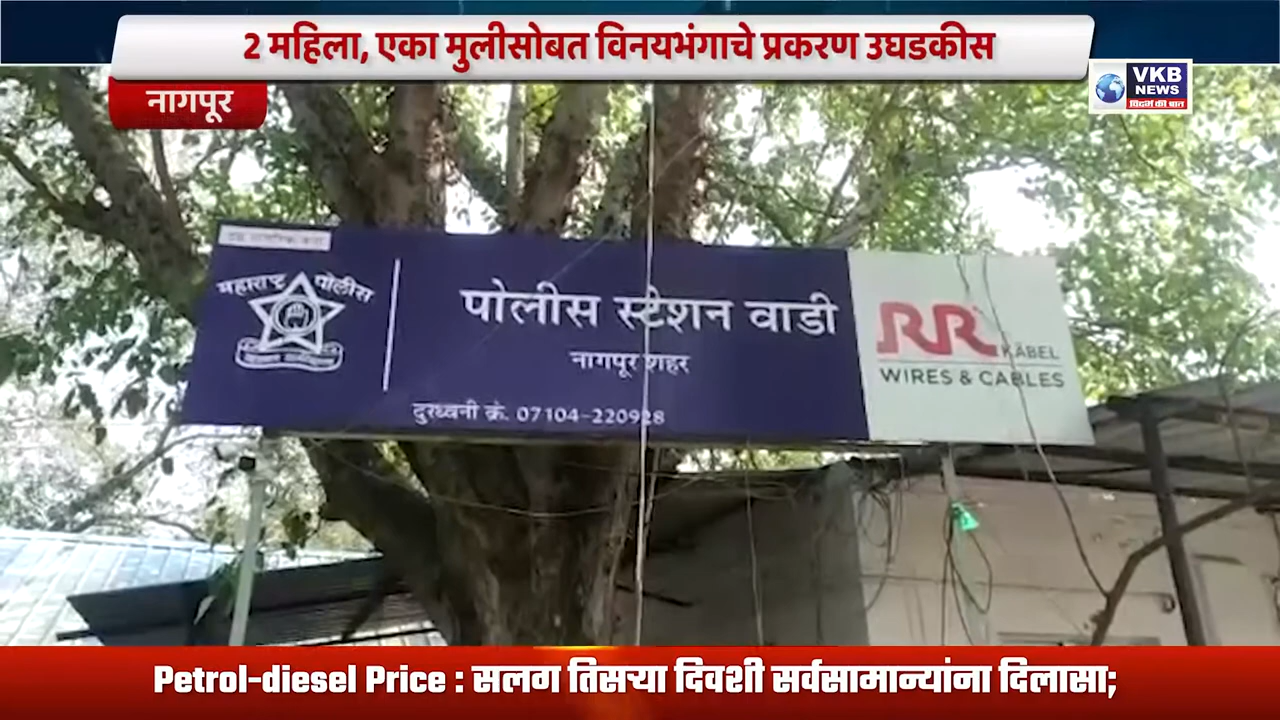 2 महिला, एका मुलीसोबत विनयभंगाचे प्रकरण उघडकीस
नागपूर
VKB
NEWS
विदर्भ की बात
महाराष्ट्र पोलीस
पोलीस स्टेशन वाडी
नागपूर शहर
दुरध्वनी क्रं. 07104-220928
RR
KABEL
WIRES & CABLES
Petrol-diesel Price : सलग तिसऱ्या दिवशी सर्वसामान्यांना दिलासा;